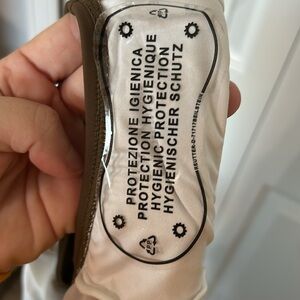 PROTEZIONE IGIENICA
PROTECTION HYGIENIQUE
HYGIENIC PROTECTION
HYGIENISCHER SCHUTZ